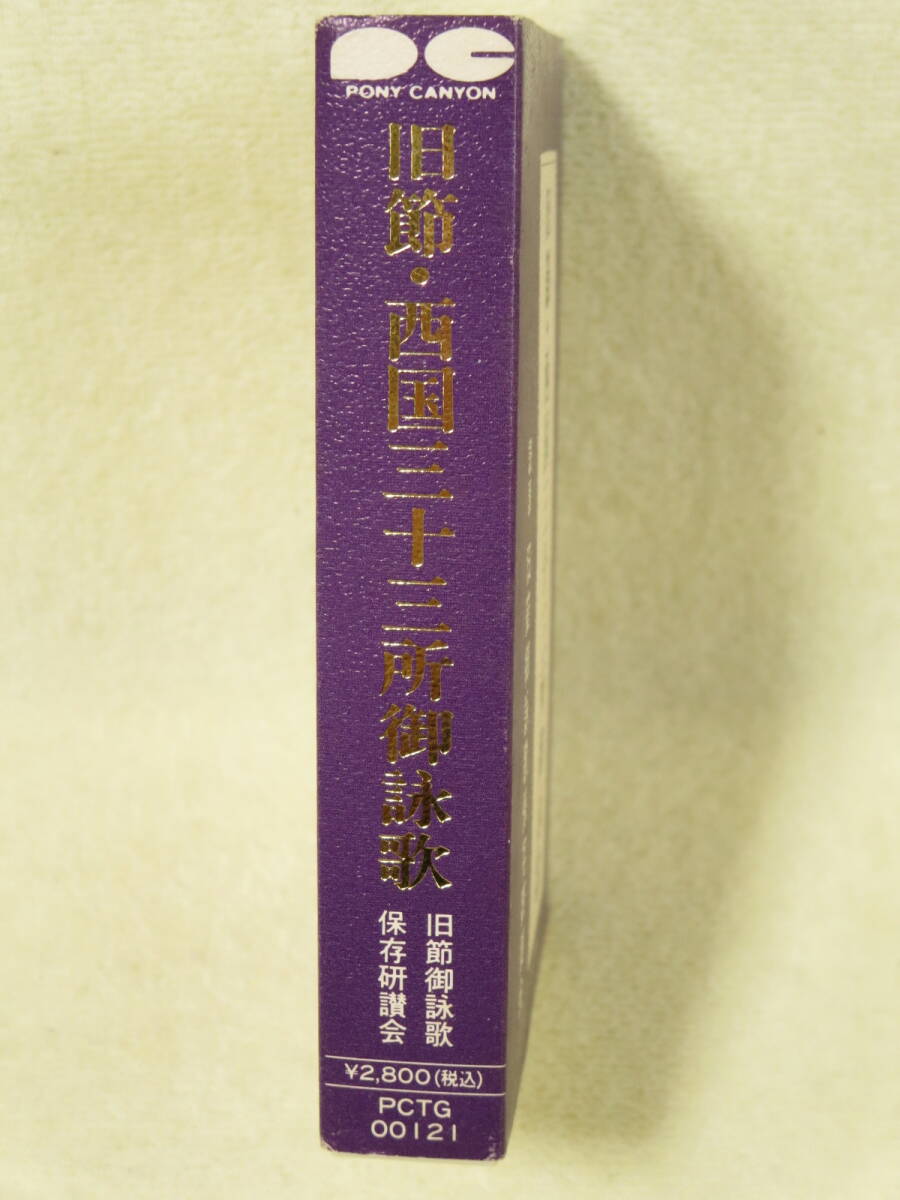 PONY CANYON
旧節・西国三十三所御詠歌
旧節御詠歌
保存研讃会
¥2,800(税込)
PCTG
00121